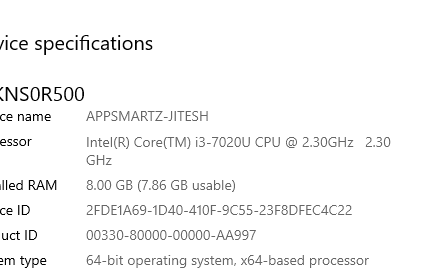 vice specifications
KNS0R500
ce name APPSMARTZ-JITESH
essor Intel(R) Core(TM) i3-7020U CPU @ 2.30GHz 2.30
GHz
alled RAM 8.00 GB (7.86 GB usable)
ce ID 2FDE1A69-1D40-410F-9C55-23F8DFEC4C22
uct ID 00330-80000-00000-AA997
em type 64-bit operating system, x64-based processor